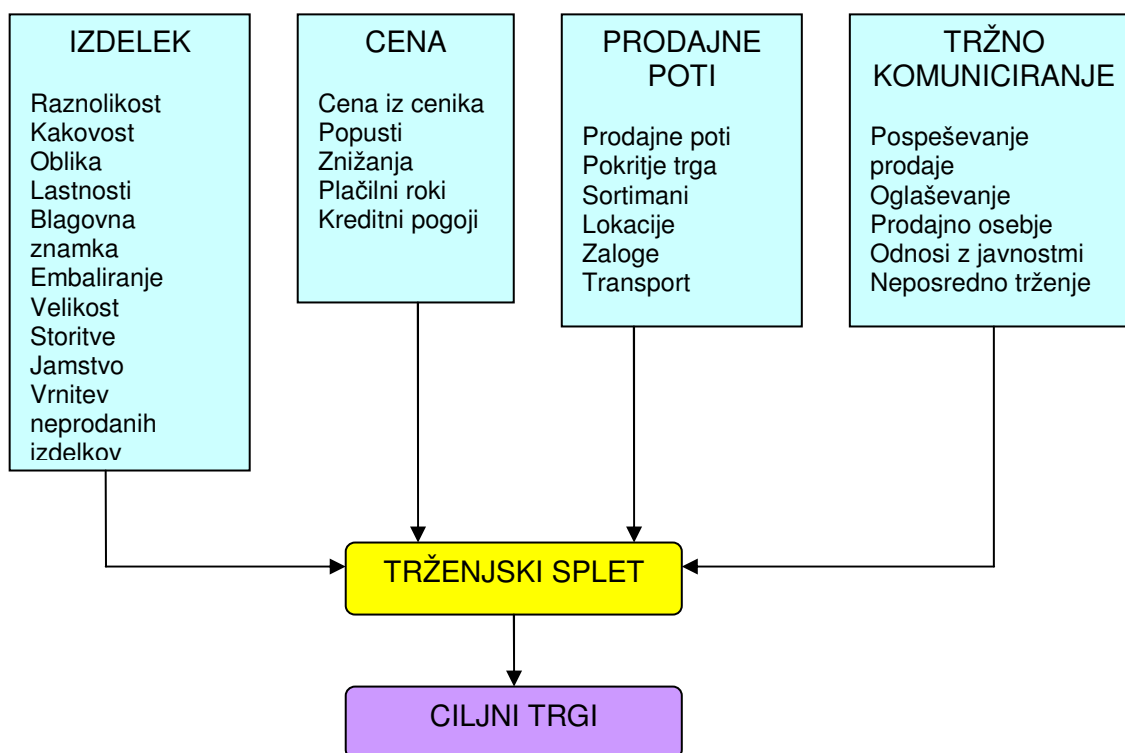 IZDELEK
Raznolikost
Kakovost
Oblika
Lastnosti
Blagovna
znamka
Embaliranje
Velikost
Storitve
Jamstvo
Vrnitev
neprodanih
izdelkov
CENA
Cena iz cenika
Popusti
Znižanja
Plačilni roki
Kreditni pogoji
PRODAJNE
POTI
Prodajne poti
Pokritje trga
Sortimani
Lokacije
Zaloge
Transport
TRŽNO
KOMUNICIRANJE
Pospeševanje
prodaje
Oglaševanje
Prodajno osebje
Odnosi z javnostmi
Neposredno trženje
TRŽENJSKI SPLET
CILJNI TRGI